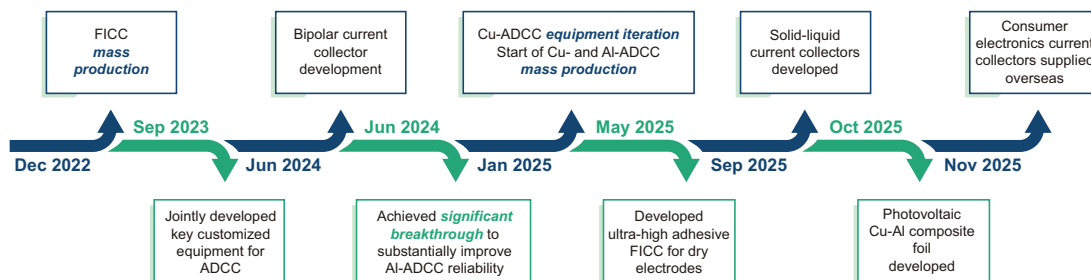 FICC
mass
production
Bipolar current
collector
development
Cu-ADCC equipment iteration
Start of Cu- and Al-ADCC
mass production
Solid-liquid
current collectors
developed
Consumer
electronics current
collectors supplied
overseas
Sep 2023
Jun 2024
May 2025
Oct 2025
Dec 2022
Jun 2024
Jan 2025
Sep 2025
Nov 2025
Jointly developed
key customized
equipment for
ADCC
Achieved significant
breakthrough to
substantially improve
Al-ADCC reliability
Developed
ultra-high adhesive
FICC for dry
electrodes
Photovoltaic
Cu-Al composite
foil
developed